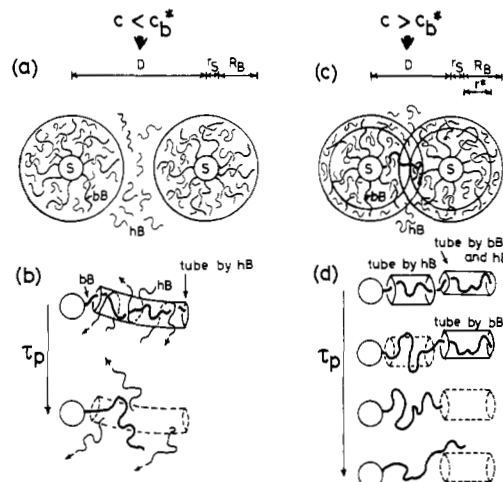 c < c_b^*
c > c_b^*
(a)
D
r_S
R_B
S
S
bB
hB
(c)
D
r_S
R_B
r*
S
S
bB
hB
(b)
bB
hB
tube by hB
τ_p
(d)
tube by hB
tube by bB
and hB
tube by bB
τ_p